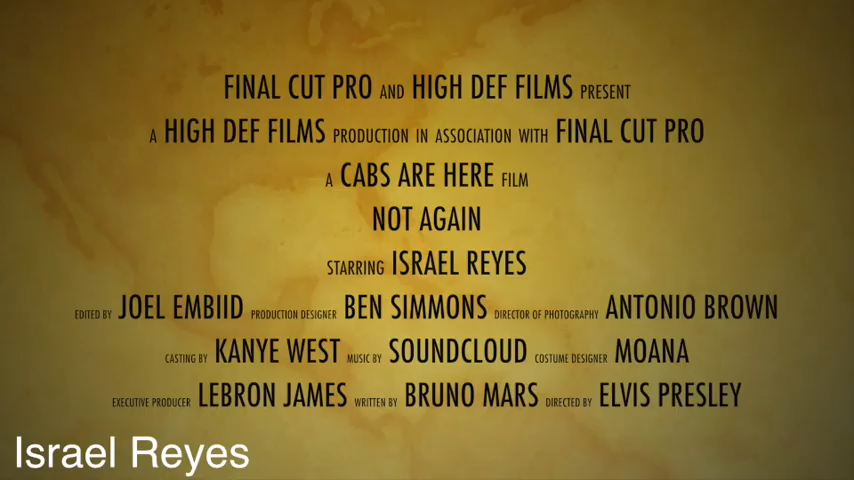 FINAL CUT PRO AND HIGH DEF FILMS PRESENT
A HIGH DEF FILMS PRODUCTION IN ASSOCIATION WITH FINAL CUT PRO
A CABS ARE HERE FILM
NOT AGAIN
STARRING ISRAEL REYES
EDITED BY JOEL EMBIID PRODUCTION DESIGNER BEN SIMMONS DIRECTOR OF PHOTOGRAPHY ANTONIO BROWN
CASTING BY KANYE WEST MUSIC BY SOUNDCLOUD COSTUME DESIGNER MOANA
EXECUTIVE PRODUCER LEBRON JAMES WRITTEN BY BRUNO MARS DIRECTED BY ELVIS PRESLEY
Israel Reyes